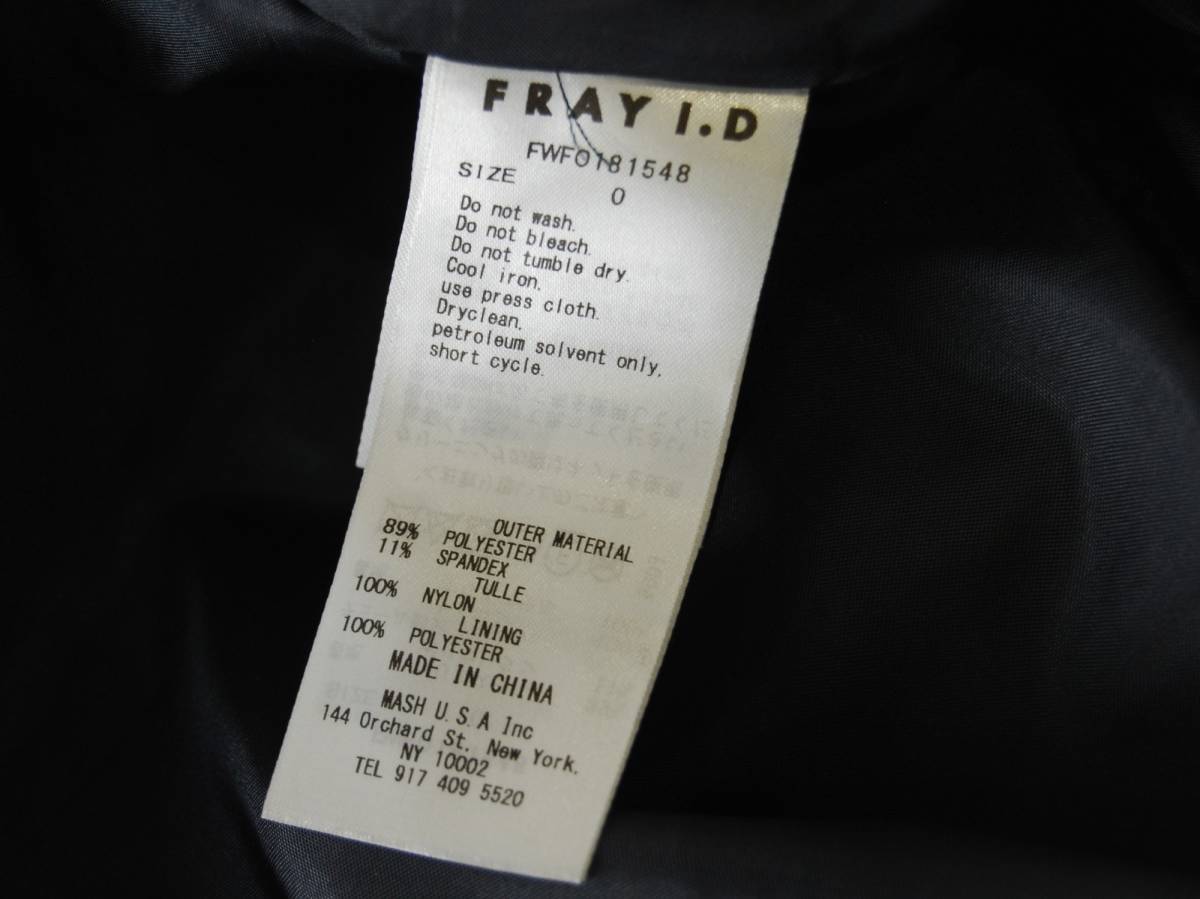 FRAY I.D
FWFO181548
SIZE 0
Do not wash.
Do not bleach.
Do not tumble dry.
Cool iron.
use press cloth.
Dryclean.
petroleum solvent only,
short cycle.
OUTER MATERIAL
89% POLYESTER
11% SPANDEX
TULLE
100% NYLON
LINING
100% POLYESTER
MADE IN CHINA
MASH U.S.A Inc
144 Orchard St. New York.
NY 10002
TEL 917 409 5520